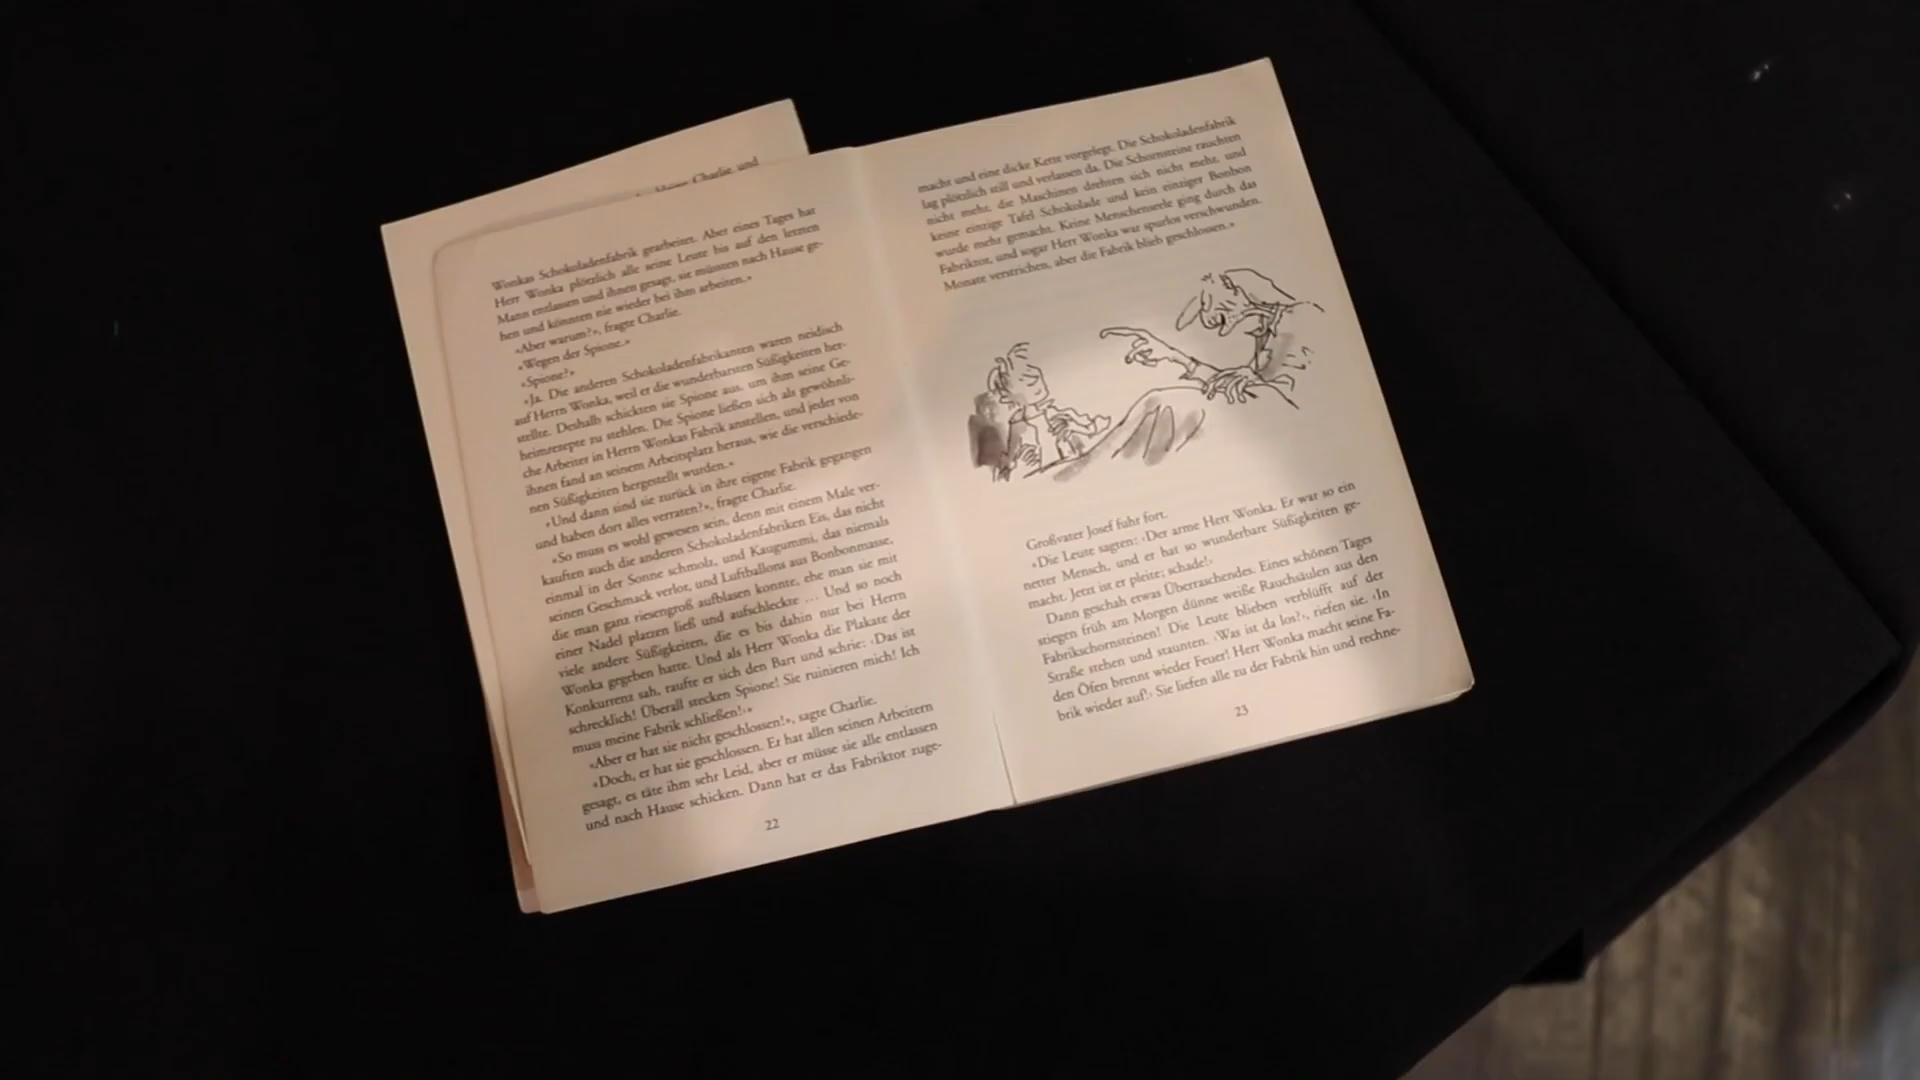 Charlie und
Wonkas Schokoladenfabrik gearbeitet. Aber eines Tages hat
Herr Wonka plötzlich alle seine Leute bis auf den letzten
Mann entlassen und ihnen gesagt, sie müssten nach Hause ge-
hen und könnten nie wieder bei ihm arbeiten.»
«Aber warum?», fragte Charlie.
«Wegen der Spione.»
«Spione?»
«Ja. Die anderen Schokoladenfabrikanten waren neidisch
auf Herrn Wonka, weil er die wunderbarsten Süßigkeiten her-
stellte. Deshalb schickten sie Spione aus, um ihm seine Ge-
heimrezepte zu stehlen. Die Spione ließen sich als gewöhnli-
che Arbeiter in Herrn Wonkas Fabrik anstellen, und jeder von
ihnen fand an seinem Arbeitsplatz heraus, wie die verschiede-
nen Süßigkeiten hergestellt wurden.»
«Und dann sind sie zurück in ihre eigene Fabrik gegangen
und haben dort alles verraten?», fragte Charlie.
«So muss es wohl gewesen sein, denn mit einem Male ver-
kauften auch die anderen Schokoladenfabriken Eis, das nicht
einmal in der Sonne schmolz, und Kaugummi, das niemals
seinen Geschmack verlor, und Luftballons aus Bonbonmasse,
die man ganz riesengroß aufblasen konnte, ehe man sie mit
einer Nadel platzen ließ und aufschleckte ... Und so noch
viele andere Süßigkeiten, die es bis dahin nur bei Herrn
Wonka gegeben hatte. Und als Herr Wonka die Plakate der
Konkurrenz sah, raufte er sich den Bart und schrie: ‹Das ist
schrecklich! Überall stecken Spione! Sie ruinieren mich! Ich
muss meine Fabrik schließen!›»
«Aber er hat sie nicht geschlossen!», sagte Charlie.
«Doch, er hat sie geschlossen. Er hat allen seinen Arbeitern
gesagt, es täte ihm sehr Leid, aber er müsse sie alle entlassen
und nach Hause schicken. Dann hat er das Fabriktor zuge-
22
macht und eine dicke Kette vorgelegt. Die Schokoladenfabrik
lag plötzlich still und verlassen da. Die Schornsteine rauchten
nicht mehr, die Maschinen drehten sich nicht mehr, und
keine einzige Tafel Schokolade und kein einziger Bonbon
wurde mehr gemacht. Keine Menschenseele ging durch das
Fabriktor, und sogar Herr Wonka war spurlos verschwunden.
Monate verstrichen, aber die Fabrik blieb geschlossen.»
Großvater Josef fuhr fort.
«Die Leute sagten: ‹Der arme Herr Wonka. Er war so ein
netter Mensch, und er hat so wunderbare Süßigkeiten ge-
macht. Jetzt ist er pleite; schade!›
Dann geschah etwas Überraschendes. Eines schönen Tages
stiegen früh am Morgen dünne weiße Rauchsäulen aus den
Fabrikschornsteinen! Die Leute blieben verblüfft auf der
Straße stehen und staunten. ‹Was ist da los?›, riefen sie. ‹In
den Öfen brennt wieder Feuer! Herr Wonka macht seine Fa-
brik wieder auf!› Sie liefen alle zu der Fabrik hin und rechne-
23